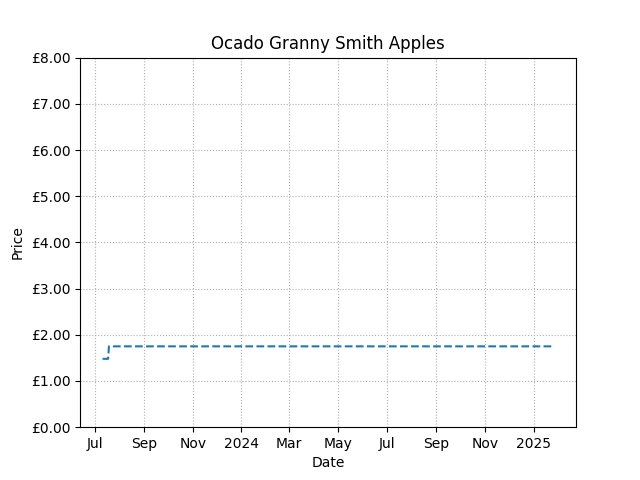 Ocado Granny Smith Apples
£8.00
£7.00
£6.00
£5.00
£4.00
£3.00
£2.00
£1.00
£0.00
Price
Jul Sep Nov 2024 Mar May Jul Sep Nov 2025
Date